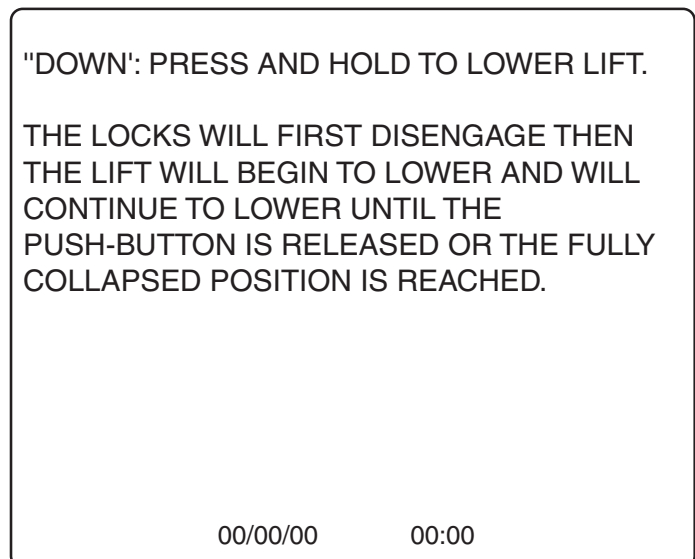 "DOWN': PRESS AND HOLD TO LOWER LIFT.
THE LOCKS WILL FIRST DISENGAGE THEN
THE LIFT WILL BEGIN TO LOWER AND WILL
CONTINUE TO LOWER UNTIL THE
PUSH-BUTTON IS RELEASED OR THE FULLY
COLLAPSED POSITION IS REACHED.
00/00/00 00:00